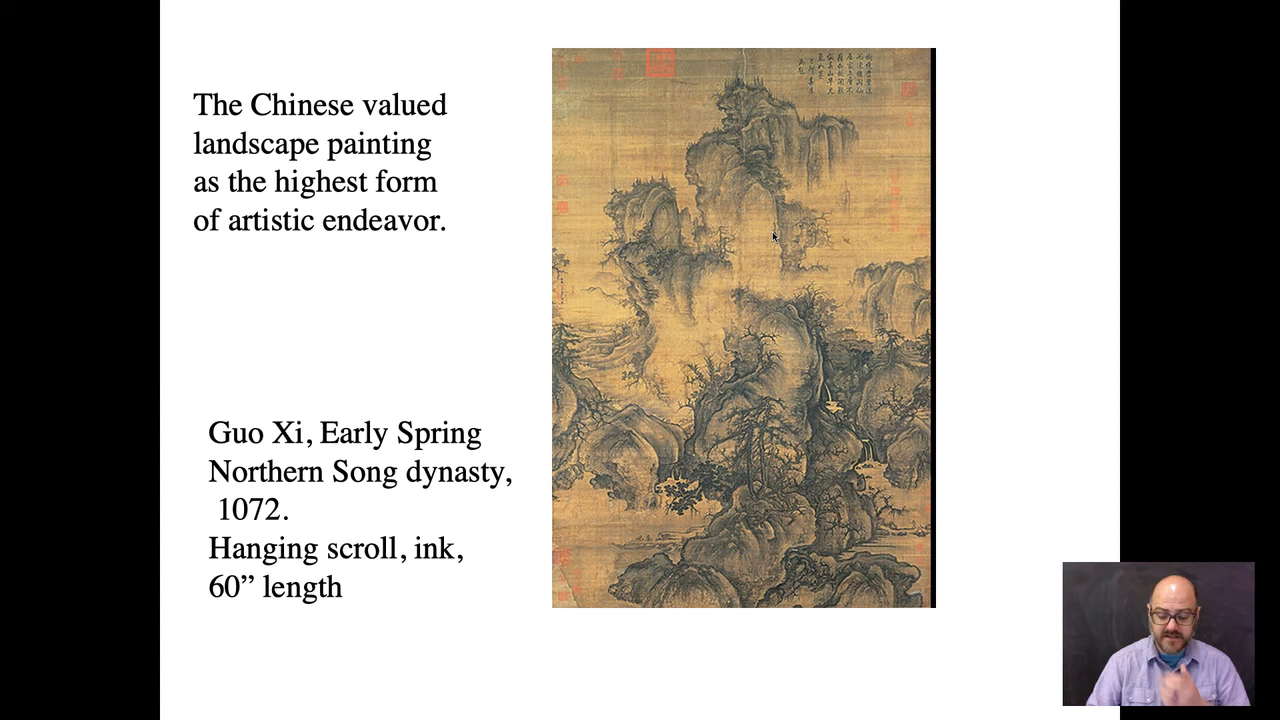 The Chinese valued
landscape painting
as the highest form
of artistic endeavor.
Guo Xi, Early Spring
Northern Song dynasty,
1072.
Hanging scroll, ink,
60” length